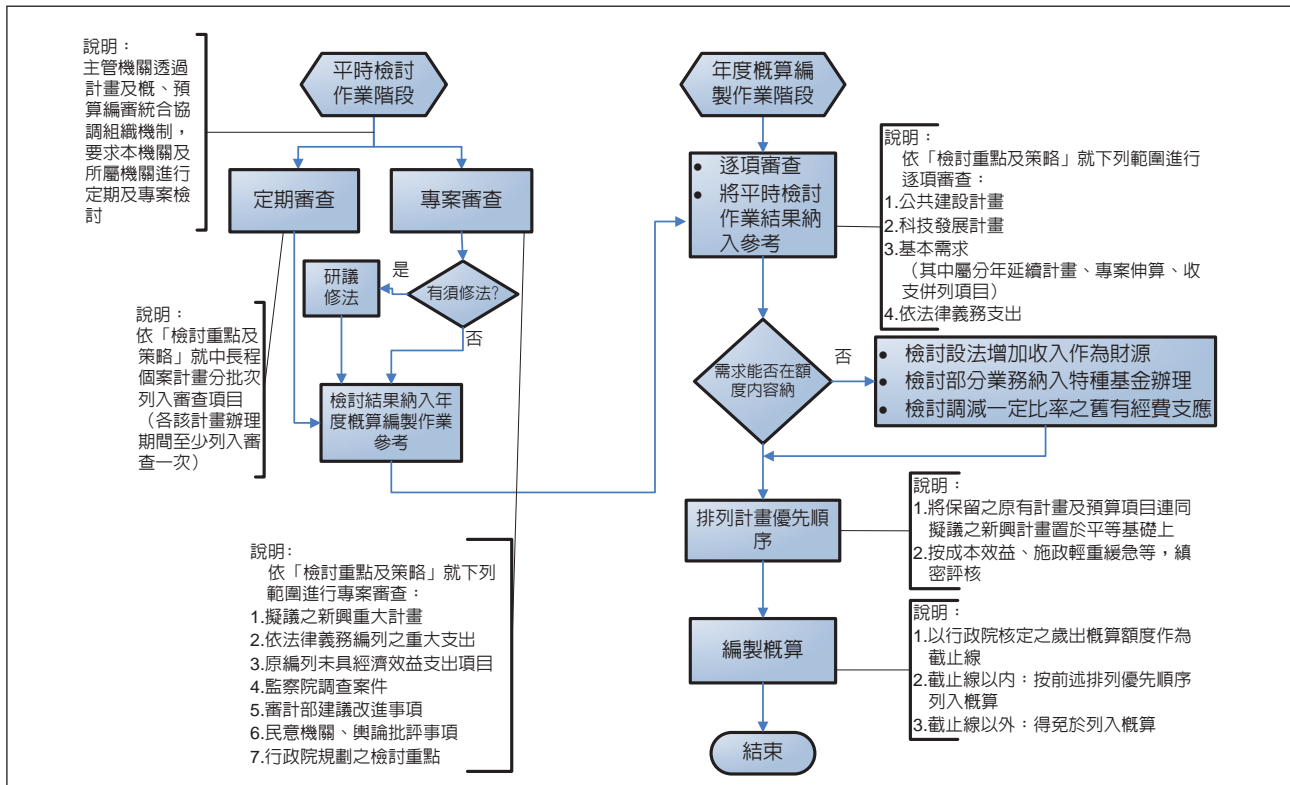 說明：
主管機關透過
計畫及概、預
算編審統合協
調組織機制，
要求本機關及
所屬機關進行
定期及專案檢
討
平時檢討
作業階段
定期審查
專案審查
研議
修法
是
有須修法?
否
說明：
依「檢討重點及
策略」就中長程
個案計畫分批次
列入審查項目
（各該計畫辦理
期間至少列入審
查一次）
檢討結果納入年
度概算編製作業
參考
說明：
依「檢討重點及策略」就下列
範圍進行專案審查：
1.擬議之新興重大計畫
2.依法律義務編列之重大支出
3.原編列未具經濟效益支出項目
4.監察院調查案件
5.審計部建議改進事項
6.民意機關、輿論批評事項
7.行政院規劃之檢討重點
年度概算編
製作業階段
• 逐項審查
• 將平時檢討
作業結果納
入參考
說明：
依「檢討重點及策略」就下列範圍進行
逐項審查：
1.公共建設計畫
2.科技發展計畫
3.基本需求
（其中屬分年延續計畫、專案伸算、收
支併列項目）
4.依法律義務支出
需求能否在額
度內容納
否
• 檢討設法增加收入作為財源
• 檢討部分業務納入特種基金辦理
• 檢討調減一定比率之舊有經費支應
排列計畫優先順
序
說明：
1.將保留之原有計畫及預算項目連同
擬議之新興計畫置於平等基礎上
2.按成本效益、施政輕重緩急等，縝
密評核
編製概算
說明：
1.以行政院核定之歲出概算額度作為
截止線
2.截止線以內：按前述排列優先順序
列入概算
3.截止線以外：得免於列入概算
結束